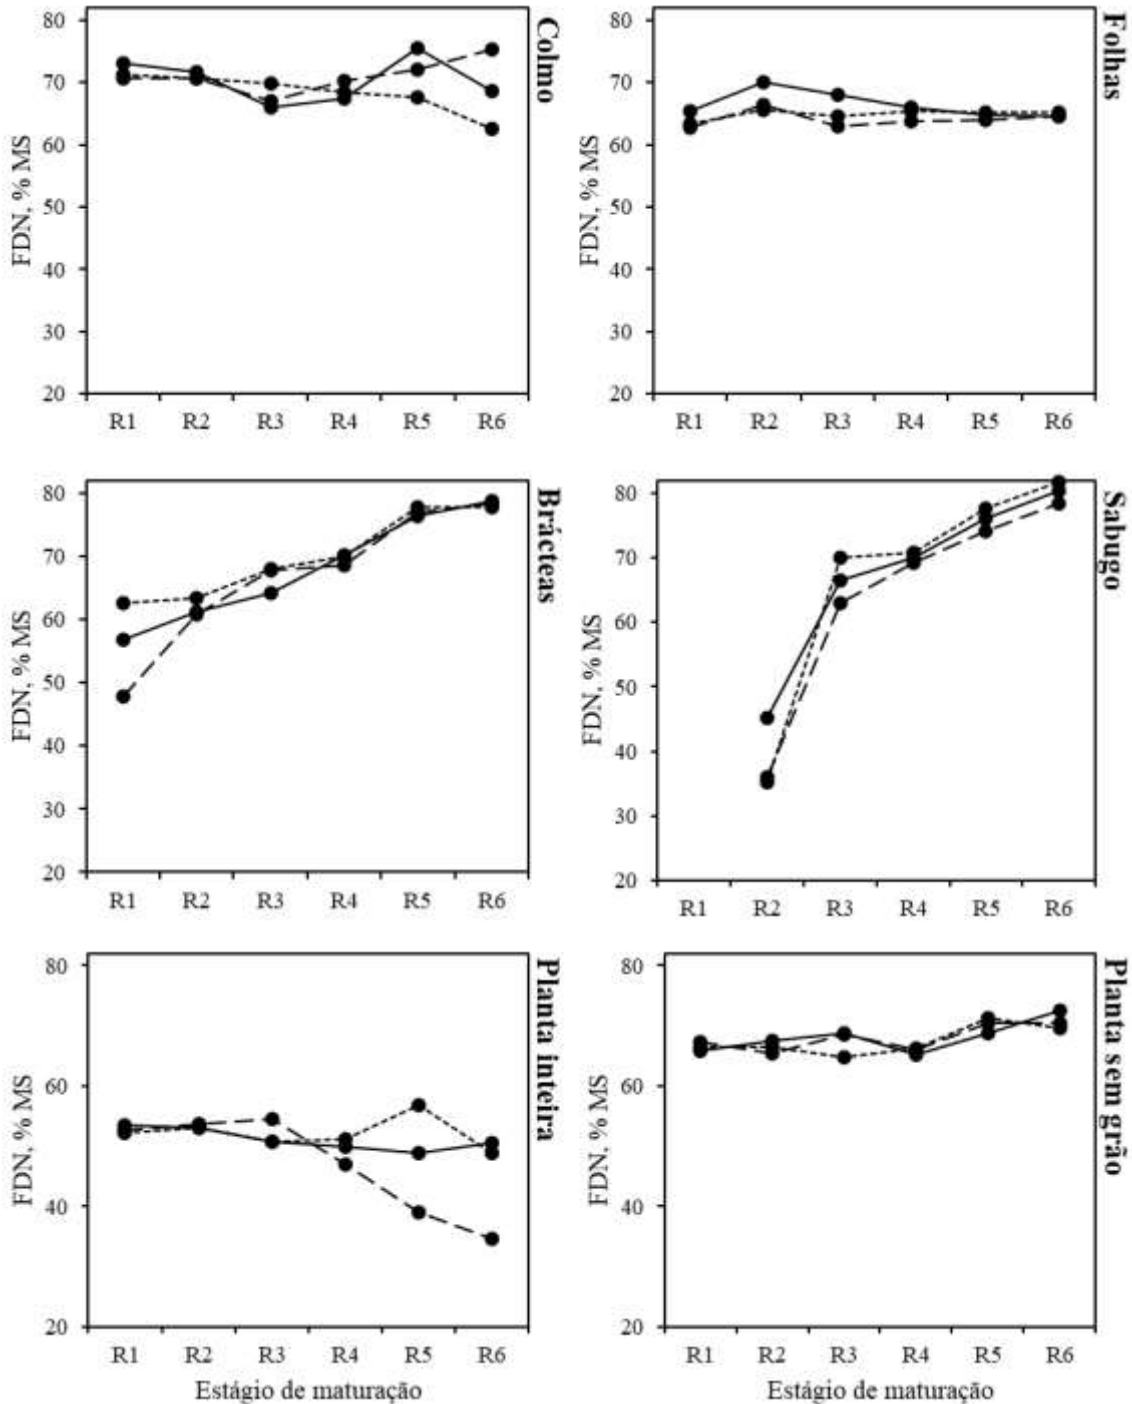 Colmo
FDN, % MS
80
70
60
50
40
30
20
R1 R2 R3 R4 R5 R6
Folhas
FDN, % MS
80
70
60
50
40
30
20
R1 R2 R3 R4 R5 R6
Brácteas
FDN, % MS
80
70
60
50
40
30
20
R1 R2 R3 R4 R5 R6
Sabugo
FDN, % MS
80
70
60
50
40
30
20
R1 R2 R3 R4 R5 R6
Planta inteira
FDN, % MS
80
60
40
20
R1 R2 R3 R4 R5 R6
Estágio de maturação
Planta sem grão
FDN, % MS
80
60
40
20
R1 R2 R3 R4 R5 R6
Estágio de maturação